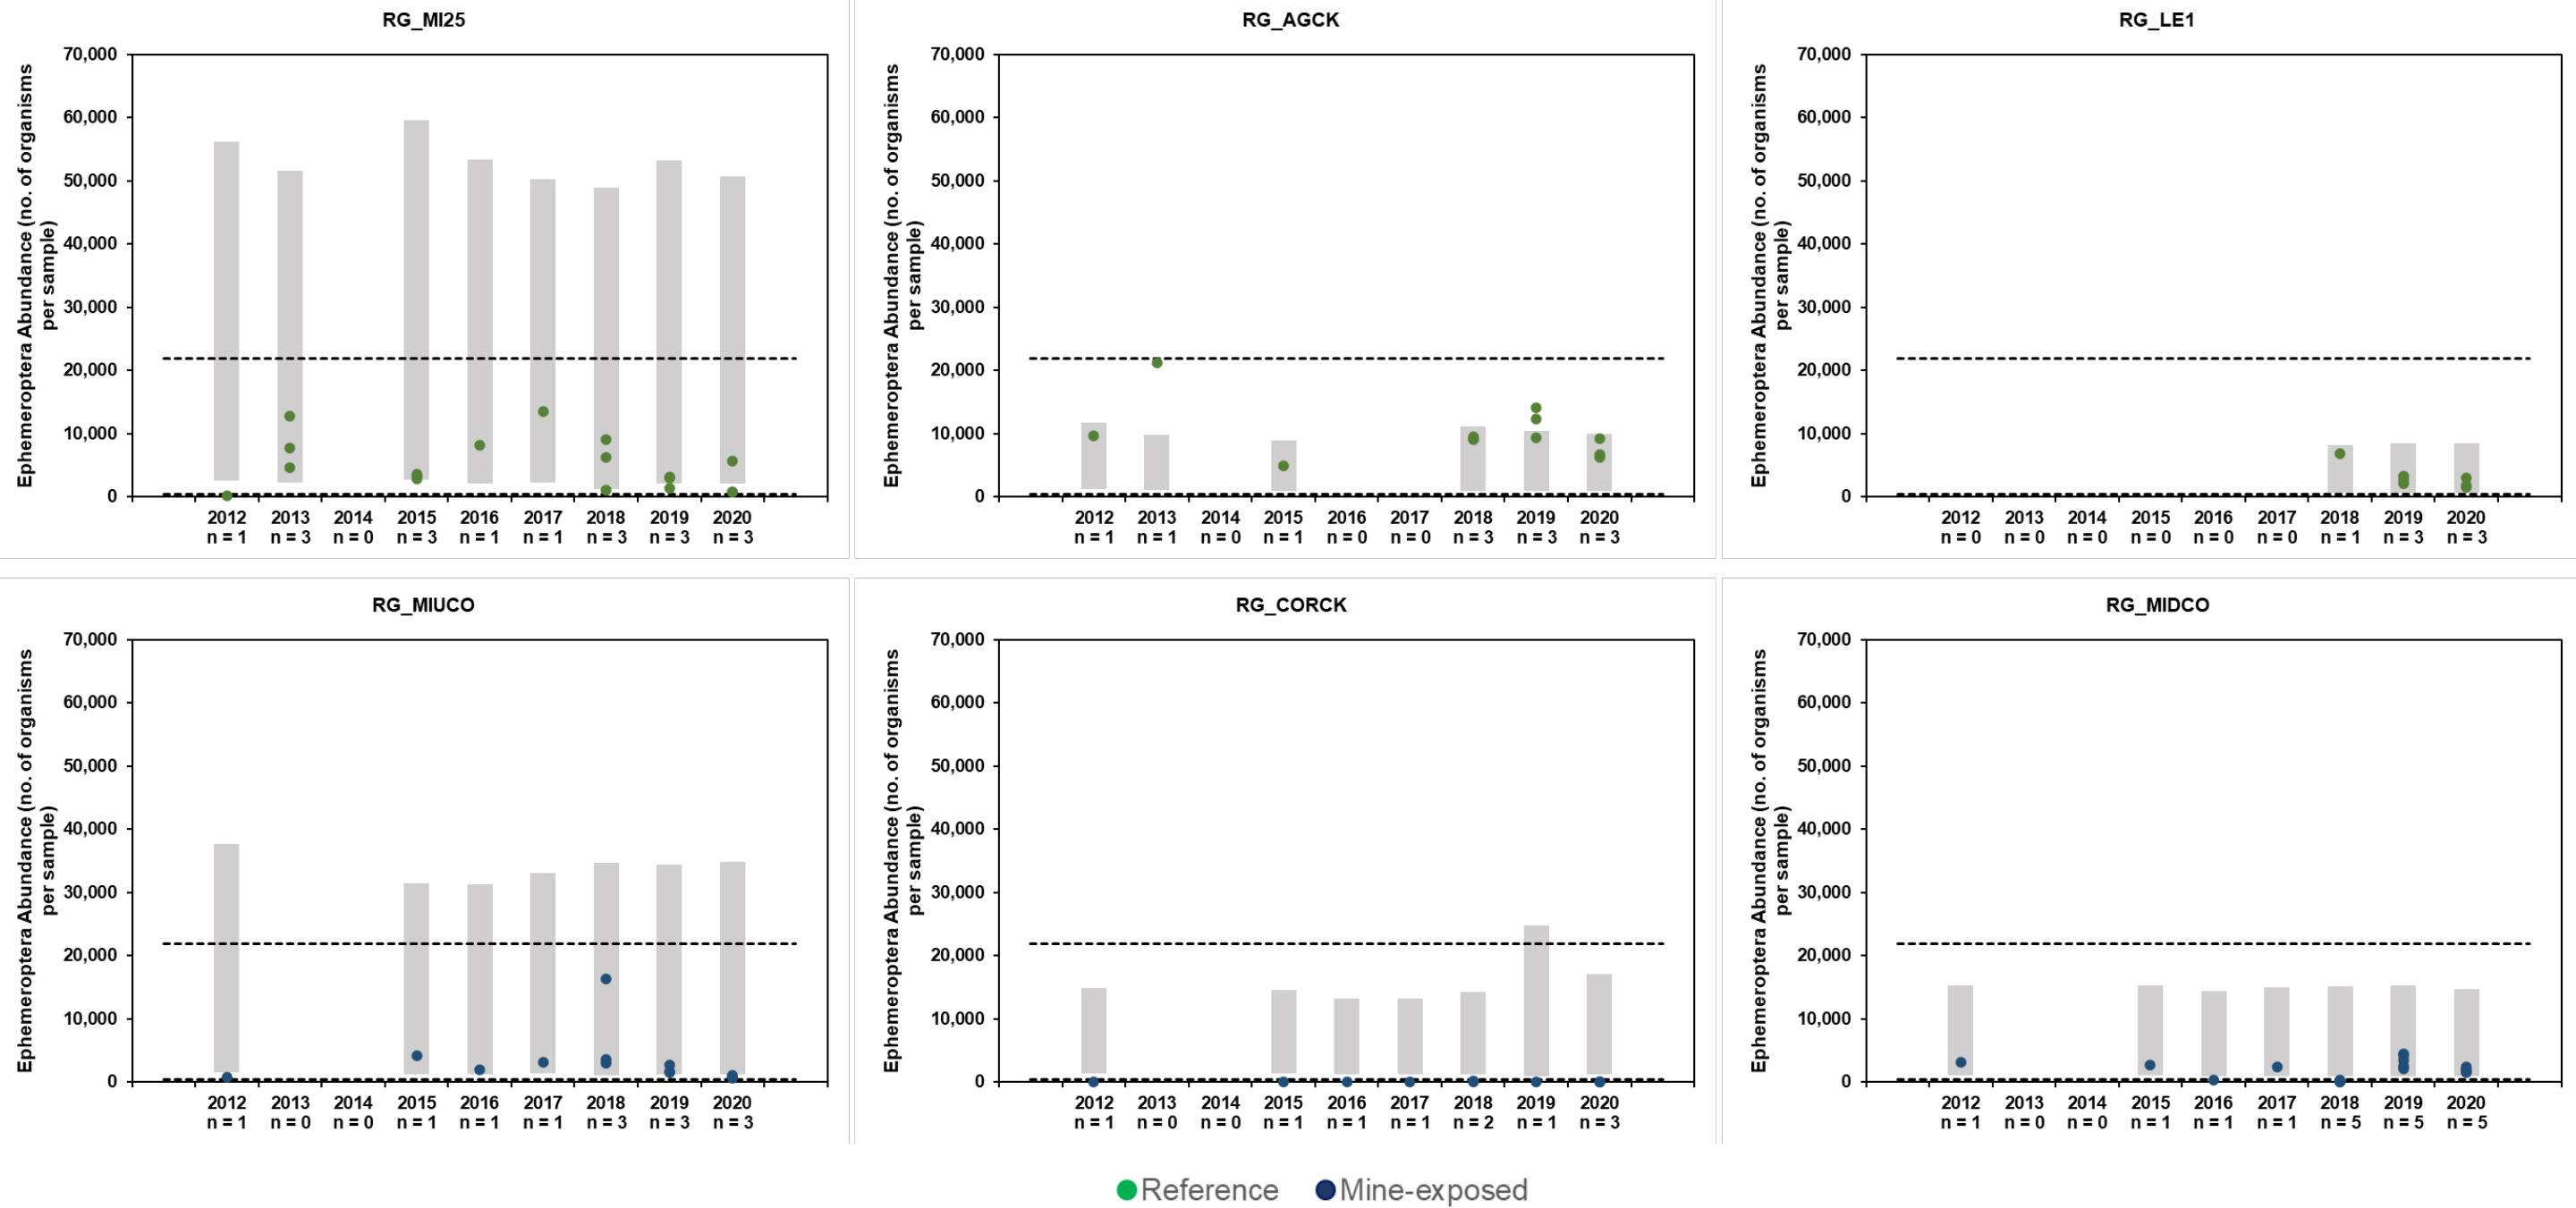 RG_MI25
Ephemeroptera Abundance (no. of organisms
per sample)
70,000
60,000
50,000
40,000
30,000
20,000
10,000
0
2012 2013 2014 2015 2016 2017 2018 2019 2020
n = 1 n = 3 n = 0 n = 3 n = 1 n = 1 n = 3 n = 3 n = 3
RG_AGCK
Ephemeroptera Abundance (no. of organisms
per sample)
70,000
60,000
50,000
40,000
30,000
20,000
10,000
0
2012 2013 2014 2015 2016 2017 2018 2019 2020
n = 1 n = 1 n = 0 n = 1 n = 0 n = 0 n = 3 n = 3 n = 3
RG_LE1
Ephemeroptera Abundance (no. of organisms
per sample)
70,000
60,000
50,000
40,000
30,000
20,000
10,000
0
2012 2013 2014 2015 2016 2017 2018 2019 2020
n = 0 n = 0 n = 0 n = 0 n = 0 n = 0 n = 1 n = 3 n = 3
RG_MIUCO
Ephemeroptera Abundance (no. of organisms
per sample)
70,000
60,000
50,000
40,000
30,000
20,000
10,000
0
2012 2013 2014 2015 2016 2017 2018 2019 2020
n = 1 n = 0 n = 0 n = 1 n = 1 n = 1 n = 3 n = 3 n = 3
RG_CORCK
Ephemeroptera Abundance (no. of organisms
per sample)
70,000
60,000
50,000
40,000
30,000
20,000
10,000
0
2012 2013 2014 2015 2016 2017 2018 2019 2020
n = 1 n = 0 n = 0 n = 1 n = 1 n = 1 n = 2 n = 1 n = 3
RG_MIDCO
Ephemeroptera Abundance (no. of organisms
per sample)
70,000
60,000
50,000
40,000
30,000
20,000
10,000
0
2012 2013 2014 2015 2016 2017 2018 2019 2020
n = 1 n = 0 n = 0 n = 1 n = 1 n = 1 n = 5 n = 5 n = 5
Reference Mine-exposed